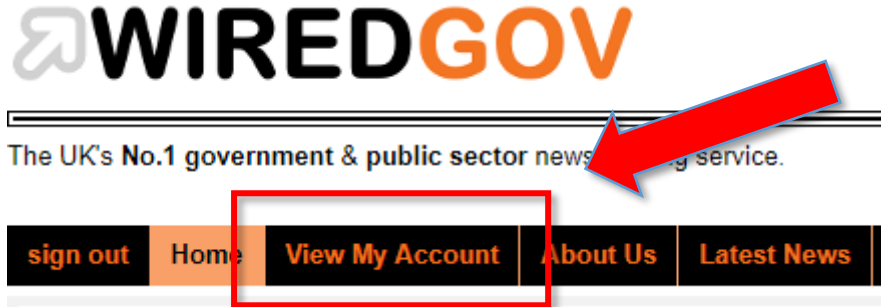 WIREDGOV
The UK's No.1 government & public sector news g service.
sign out Home View My Account About Us Latest News